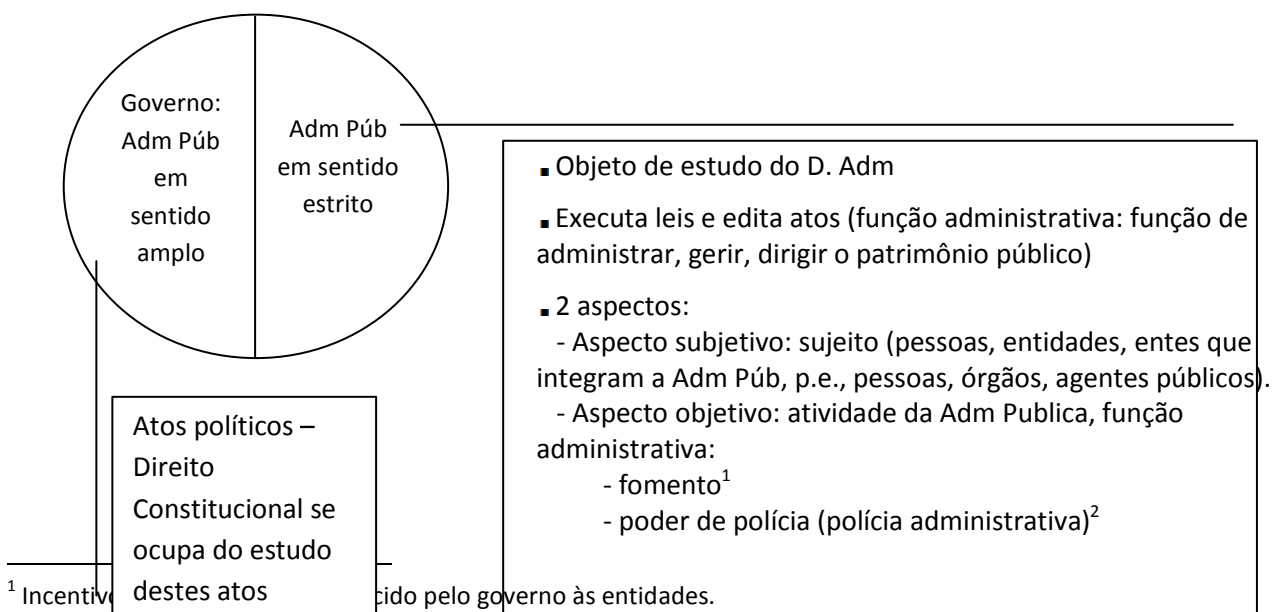 Governo:
Adm Púb
em
sentido
amplo
Adm Púb
em sentido
estrito
▪ Objeto de estudo do D. Adm
▪ Executa leis e edita atos (função administrativa: função de
administrar, gerir, dirigir o patrimônio público)
▪ 2 aspectos:
- Aspecto subjetivo: sujeito (pessoas, entidades, entes que
integram a Adm Púb, p.e., pessoas, órgãos, agentes públicos).
- Aspecto objetivo: atividade da Adm Publica, função
administrativa:
- fomento¹
- poder de polícia (polícia administrativa)²
Atos políticos –
Direito
Constitucional se
ocupa do estudo
destes atos
¹ pelo governo às entidades.